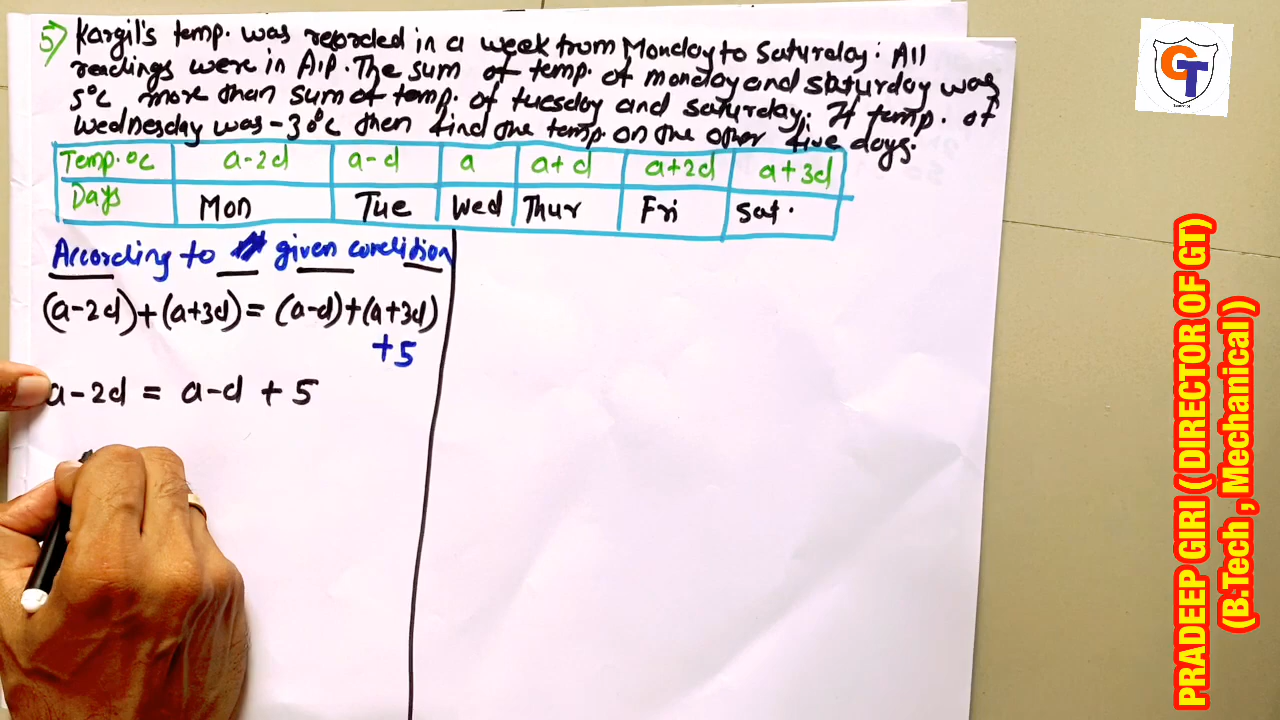 5) Kargil's temp. was recorded in a week from Monday to Saturday. All
readings were in A.P. The sum of temp. of monday and saturday was
5°C more than sum of temp. of tuesday and saturday. If temp. of
Wednesday was -30°C then find the temp. on the other five days.
Temp.°C a-2d a-d a a+d a+2d a+3d
Days Mon Tue Wed Thur Fri Sat.
According to given condition
(a-2d)+(a+3d) = (a-d)+(a+3d)
+5
a-2d = a-d + 5
GT
PRADEEP GIRI ( DIRECTOR OF GT)
(B.Tech , Mechanical )